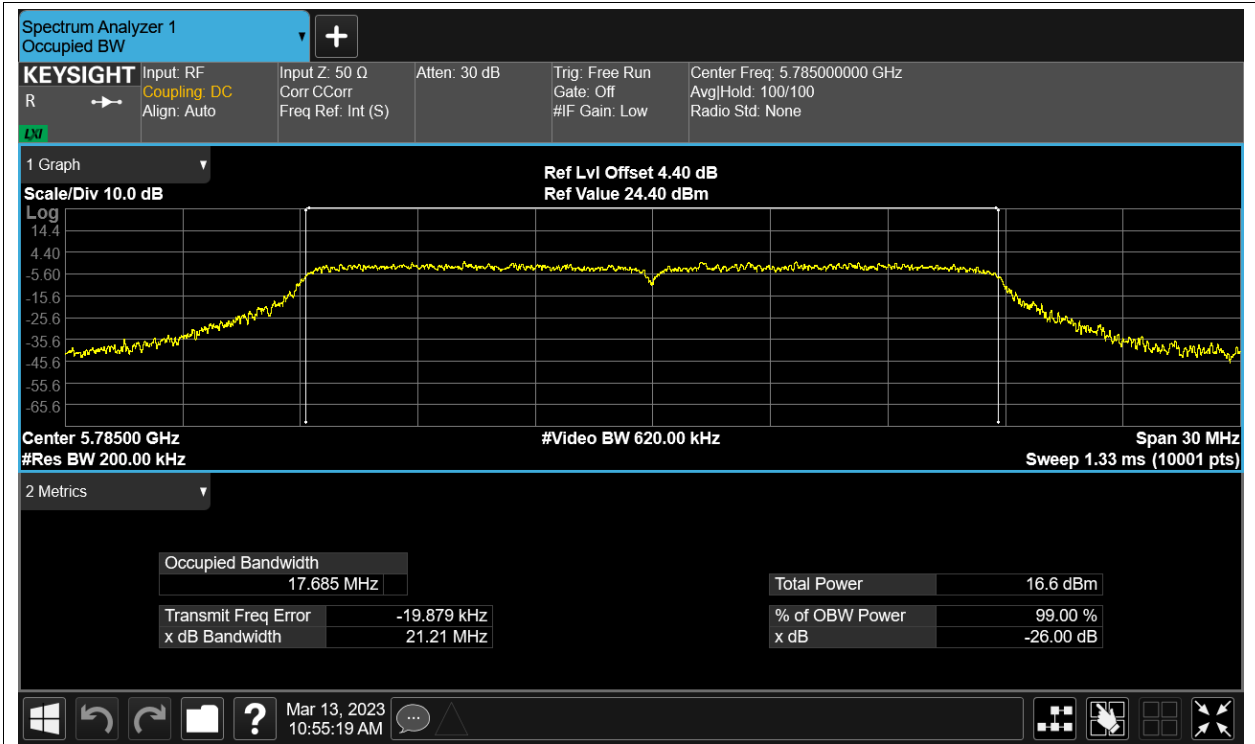 Spectrum Analyzer 1
Occupied BW
KEYSIGHT
R
LXI
Input: RF
Coupling: DC
Align: Auto
Input Z: 50 Ω
Corr CCorr
Freq Ref: Int (S)
Atten: 30 dB
Trig: Free Run
Gate: Off
#IF Gain: Low
Center Freq: 5.785000000 GHz
Avg|Hold: 100/100
Radio Std: None
1 Graph
Scale/Div 10.0 dB
Ref Lvl Offset 4.40 dB
Ref Value 24.40 dBm
Log
14.4
4.40
-5.60
-15.6
-25.6
-35.6
-45.6
-55.6
-65.6
Center 5.78500 GHz
#Res BW 200.00 kHz
#Video BW 620.00 kHz
Span 30 MHz
Sweep 1.33 ms (10001 pts)
2 Metrics
Occupied Bandwidth
17.685 MHz
Transmit Freq Error -19.879 kHz
x dB Bandwidth 21.21 MHz
Total Power 16.6 dBm
% of OBW Power 99.00 %
x dB -26.00 dB
?
Mar 13, 2023
10:55:19 AM